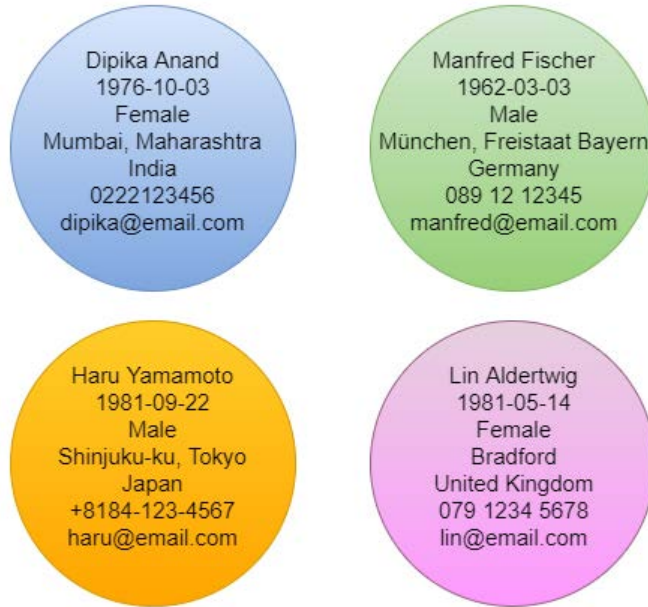 Dipika Anand
1976-10-03
Female
Mumbai, Maharashtra
India
0222123456
dipika@email.com
Manfred Fischer
1962-03-03
Male
München, Freistaat Bayern
Germany
089 12 12345
manfred@email.com
Haru Yamamoto
1981-09-22
Male
Shinjuku-ku, Tokyo
Japan
+8184-123-4567
haru@email.com
Lin Aldertwig
1981-05-14
Female
Bradford
United Kingdom
079 1234 5678
lin@email.com